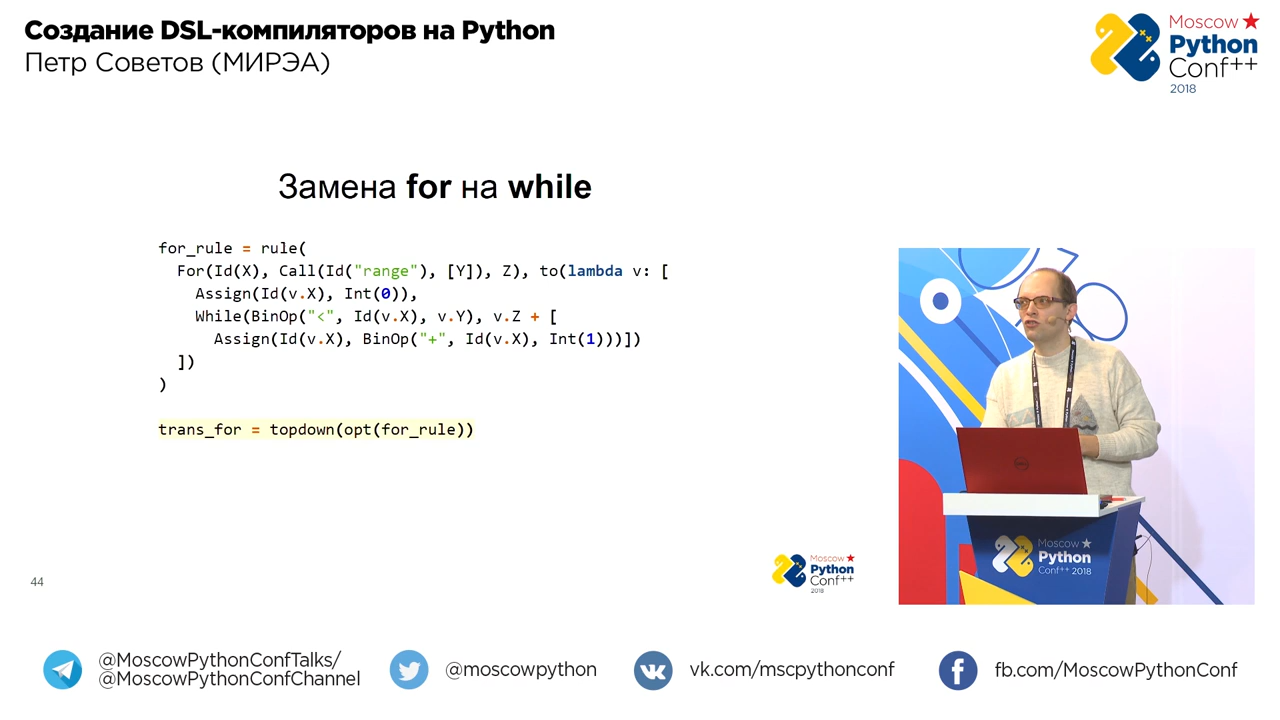 Создание DSL-компиляторов на Python
Петр Советов (МИРЭА)
Moscow
Python
Conf++
2018
Замена for на while
for_rule = rule(
For(Id(X), Call(Id("range"), [Y]), Z), to(lambda v: [
Assign(Id(v.X), Int(0)),
While(BinOp("<", Id(v.X), v.Y), v.Z + [
Assign(Id(v.X), BinOp("+", Id(v.X), Int(1)))])
])
)
trans_for = topdown(opt(for_rule))
Moscow
Python
Conf++ 2018
Moscow
Python
Conf++
2018
44
@MoscowPythonConfTalks/
@MoscowPythonConfChannel
@moscowpython
vk.com/mscpythonconf
fb.com/MoscowPythonConf